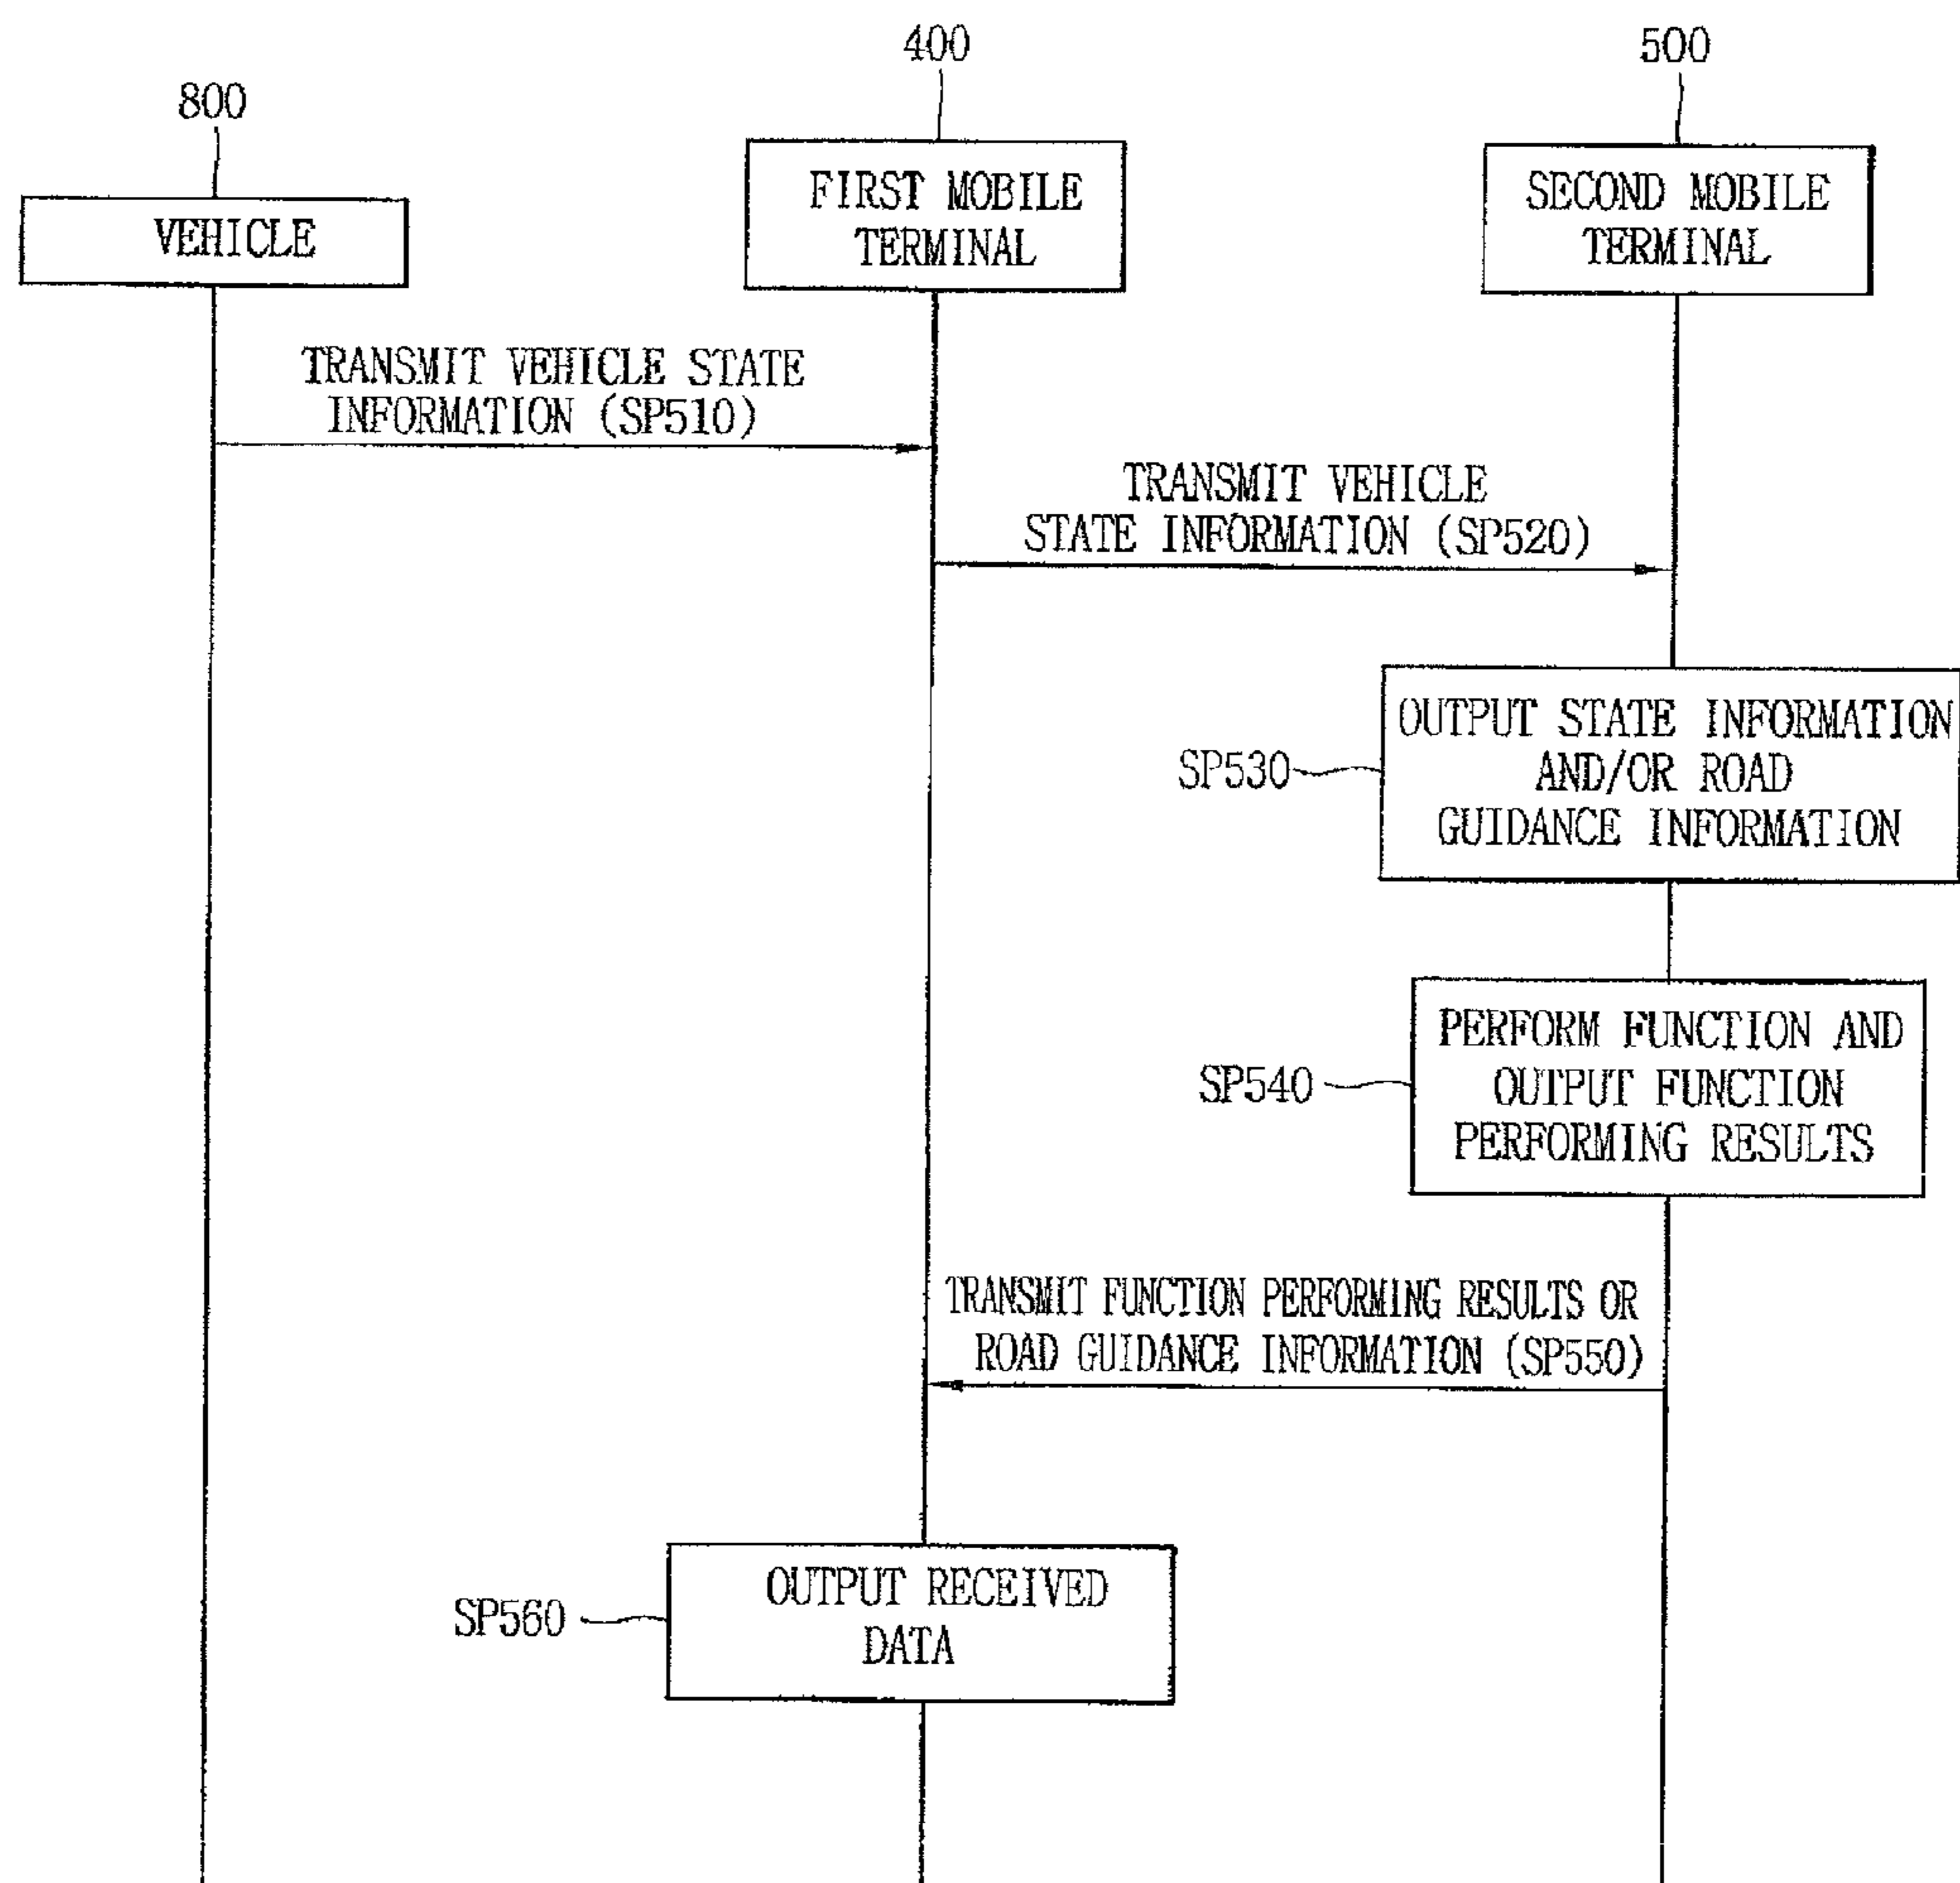 400
500
800
FIRST MOBILE
TERMINAL
SECOND MOBILE
TERMINAL
VEHICLE
TRANSMIT VEHICLE STATE
INFORMATION (SP510)
TRANSMIT VEHICLE
STATE INFORMATION (SP520)
OUTPUT STATE INFORMATION
AND/OR ROAD
GUIDANCE INFORMATION
SP530
PERFORM FUNCTION AND
OUTPUT FUNCTION
PERFORMING RESULTS
SP540
TRANSMIT FUNCTION PERFORMING RESULTS OR
ROAD GUIDANCE INFORMATION (SP550)
OUTPUT RECEIVED
DATA
SP560